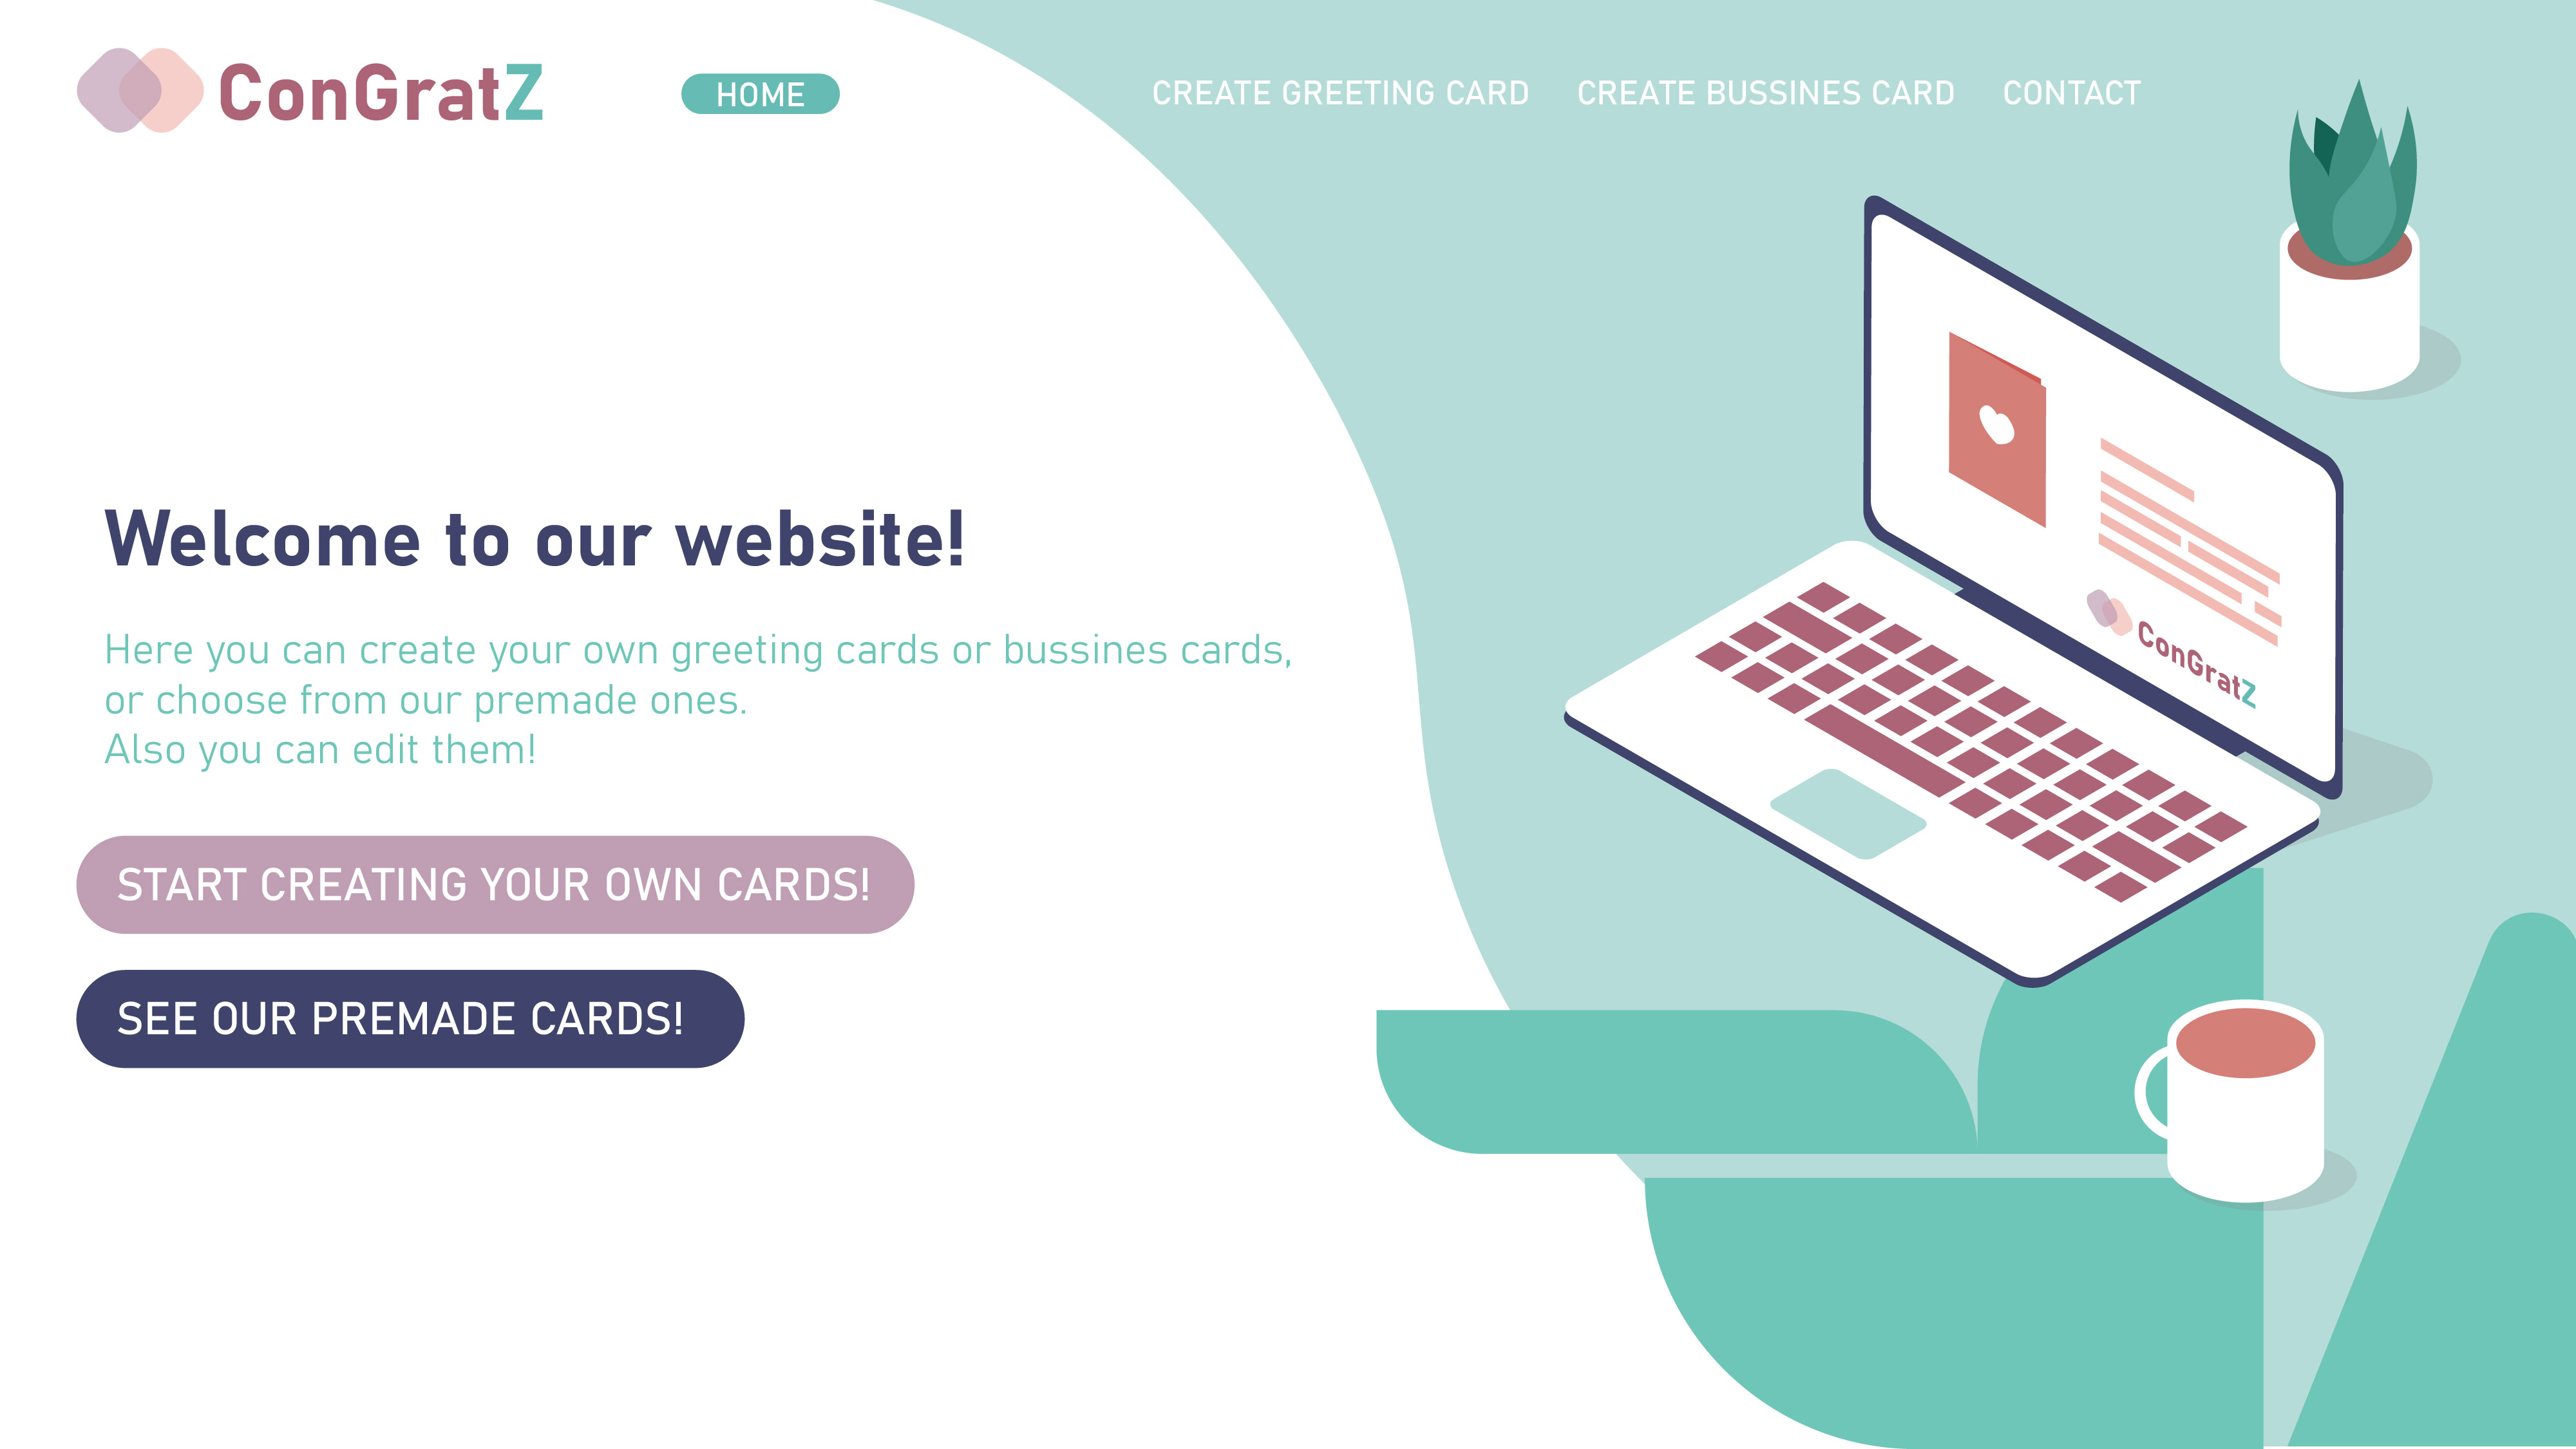 ConGratZ
HOME
CREATE GREETING CARD
CREATE BUSSINES CARD
CONTACT
Welcome to our website!
Here you can create your own greeting cards or bussines cards,
or choose from our premade ones.
Also you can edit them!
START CREATING YOUR OWN CARDS!
SEE OUR PREMADE CARDS!
ConGratZ